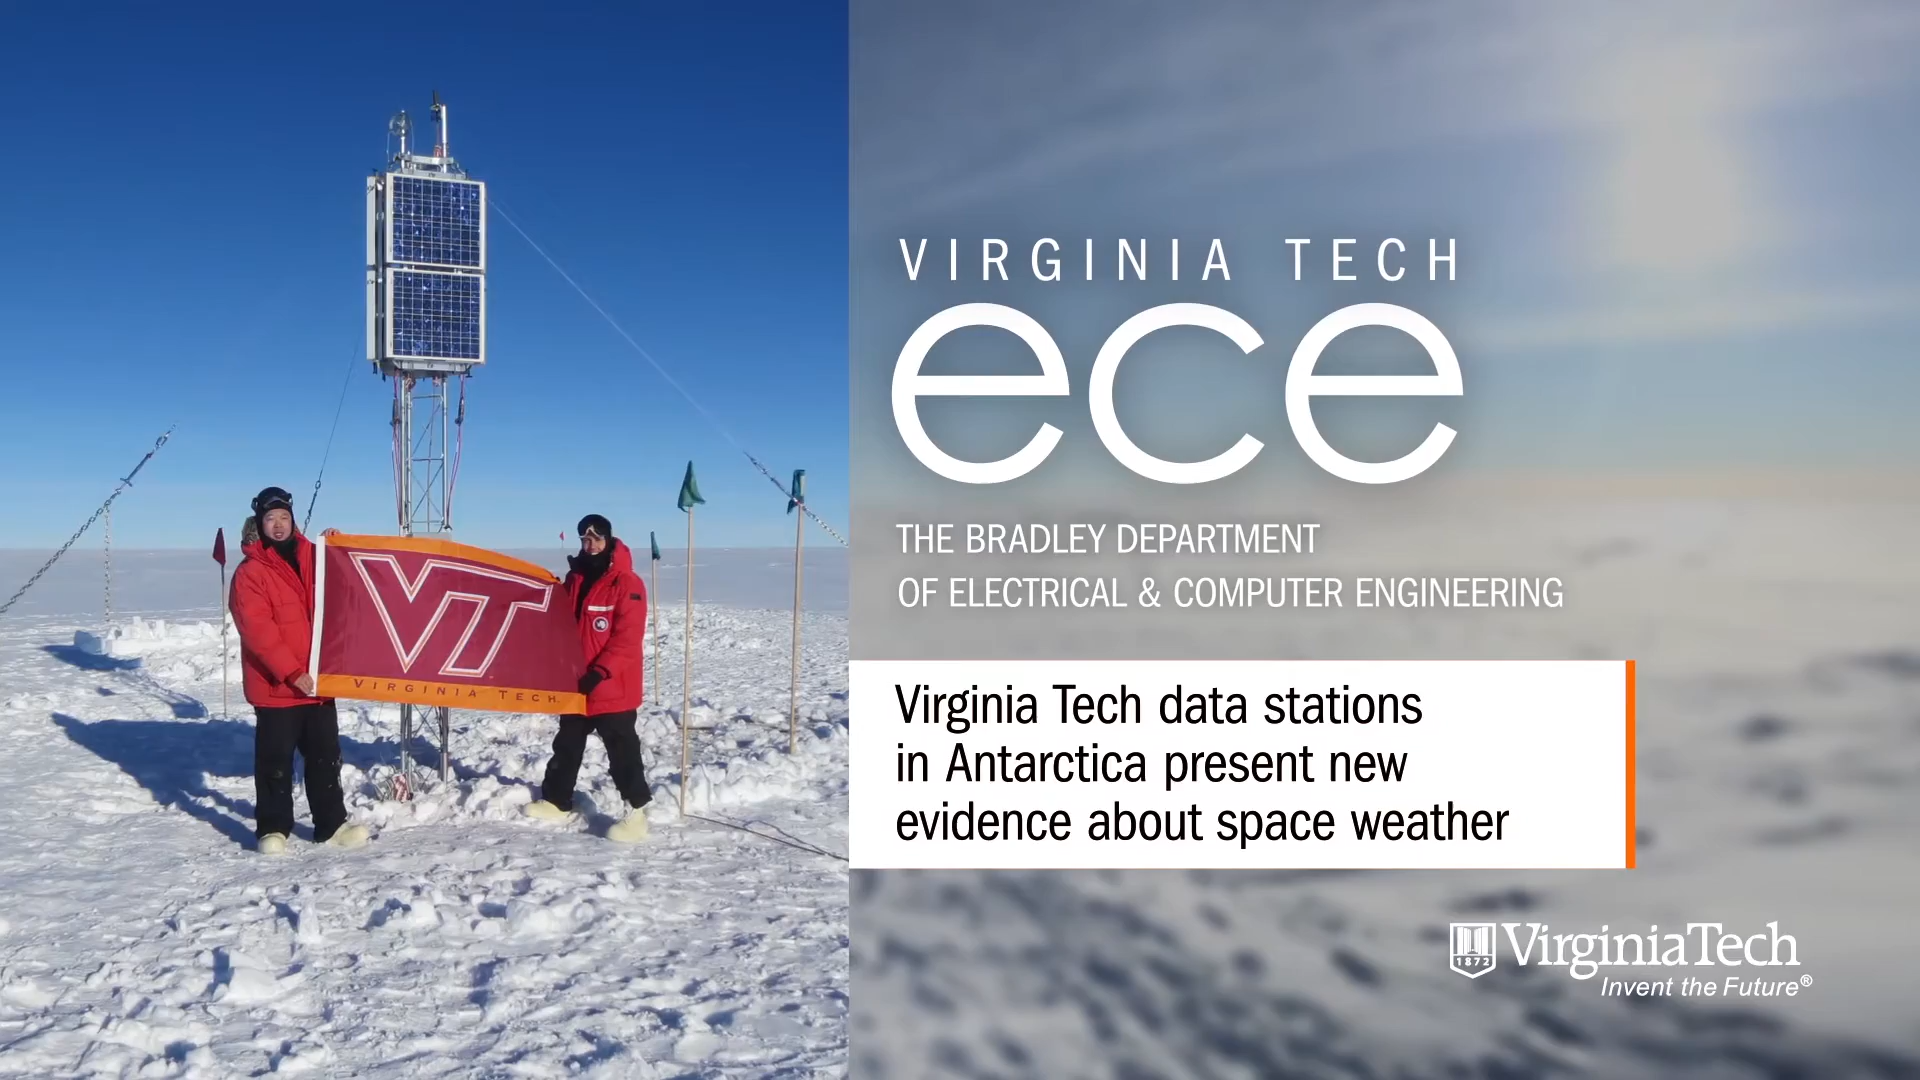 VT
VIRGINIA TECH
VIRGINIA TECH
ece
THE BRADLEY DEPARTMENT
OF ELECTRICAL & COMPUTER ENGINEERING
Virginia Tech data stations
in Antarctica present new
evidence about space weather
1872
VirginiaTech
Invent the Future®